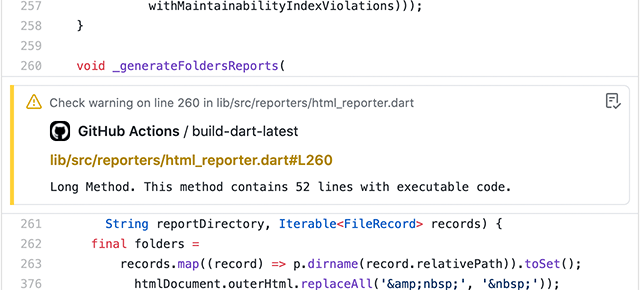 257 withMaintainabilityIndexViolations)));
258 }
259
260 void _generateFoldersReports(
Check warning on line 260 in lib/src/reporters/html_reporter.dart
GitHub Actions / build-dart-latest
lib/src/reporters/html_reporter.dart#L260
Long Method. This method contains 52 lines with executable code.
261 String reportDirectory, Iterable<FileRecord> records) {
262 final folders =
263 records.map((record) => p.dirname(record.relativePath)).toSet();
376 htmlDocument.outerHtml.replaceAll('&amp;nbsp;', '&nbsp;'));